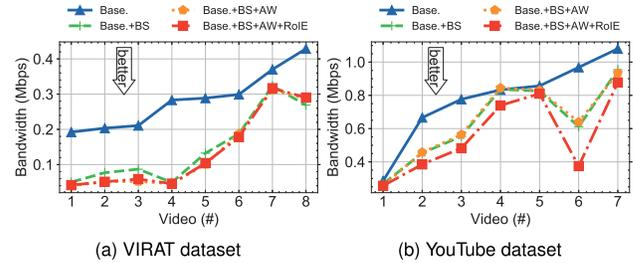 Base.
Base.+BS
Base.+BS+AW
Base.+BS+AW+RoIE
better
Bandwidth (Mbps)
0.4
0.3
0.2
0.1
1 2 3 4 5 6 7 8
Video (#)
(a) VIRAT dataset
Base.
Base.+BS
Base.+BS+AW
Base.+BS+AW+RoIE
better
Bandwidth (Mbps)
1.0
0.8
0.6
0.4
1 2 3 4 5 6 7
Video (#)
(b) YouTube dataset